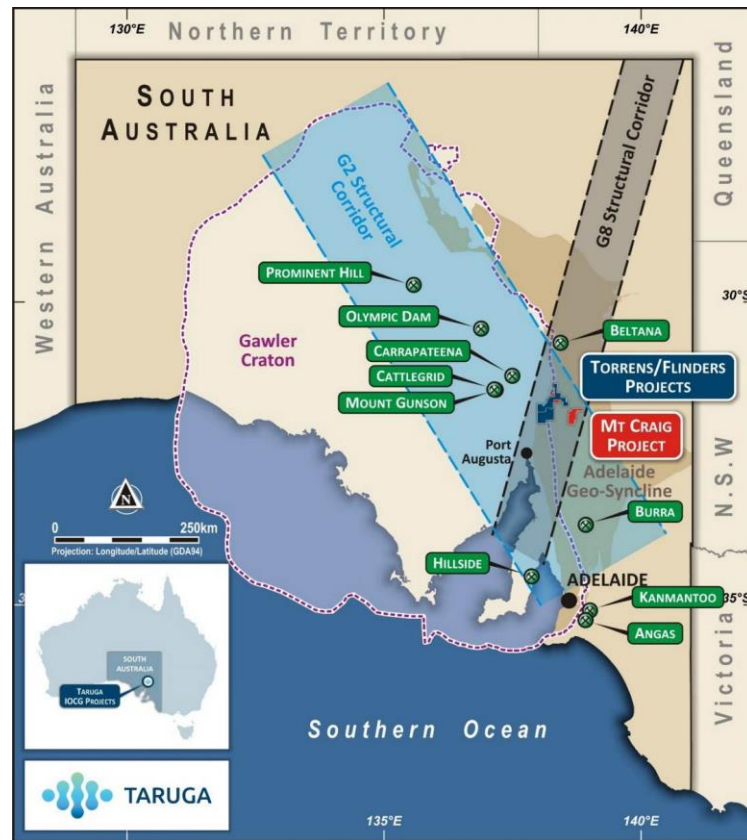 130°E
Northern Territory
140°E
SOUTH
AUSTRALIA
Western Australia
Queensland
G2 Structural
Corridor
G8 Structural Corridor
PROMINENT HILL
30°S
OLYMPIC DAM
BELTANA
Gawler
Craton
CARRAPATEENA
CATTLEGRID
MOUNT GUNSON
TORRENS/FLINDERS
PROJECTS
MT CRAIG
PROJECT
Port
Augusta
Adelaide
Geo-Syncline
N.S.W
N
0 250km
Projection: Longitude/Latitude (GDA94)
BURRA
HILLSIDE
ADELAIDE
KANMANTOO
35°S
ANGAS
Victoria
SOUTH
AUSTRALIA
TARUGA
IOCG PROJECTS
Southern Ocean
TARUGA
135°E
140°E